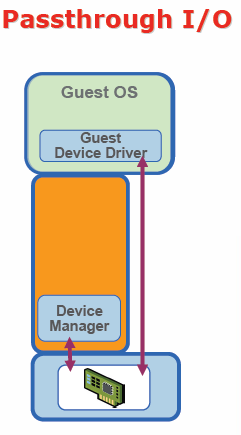 Passthrough I/O
Guest OS
Guest
Device Driver
Device
Manager